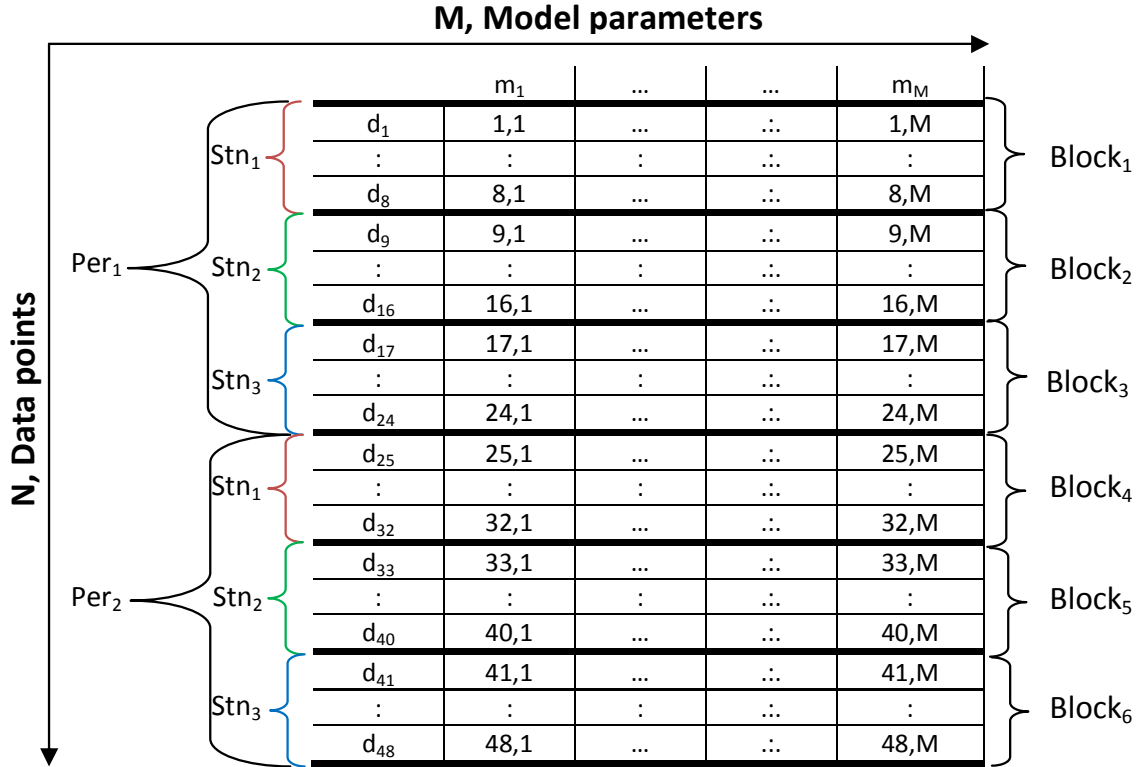 M, Model parameters
N, Data points
m₁ ... ... m_M
d₁ 1,1 ... .:. 1,M
Stn₁ : : : .:. : Block₁
d₈ 8,1 ... .:. 8,M
d₉ 9,1 ... .:. 9,M
Per₁ Stn₂ : : : .:. : Block₂
d₁₆ 16,1 ... .:. 16,M
d₁₇ 17,1 ... .:. 17,M
Stn₃ : : : .:. : Block₃
d₂₄ 24,1 ... .:. 24,M
d₂₅ 25,1 ... .:. 25,M
Stn₁ : : : .:. : Block₄
d₃₂ 32,1 ... .:. 32,M
d₃₃ 33,1 ... .:. 33,M
Per₂ Stn₂ : : : .:. : Block₅
d₄₀ 40,1 ... .:. 40,M
d₄₁ 41,1 ... .:. 41,M
Stn₃ : : : .:. : Block₆
d₄₈ 48,1 ... .:. 48,M